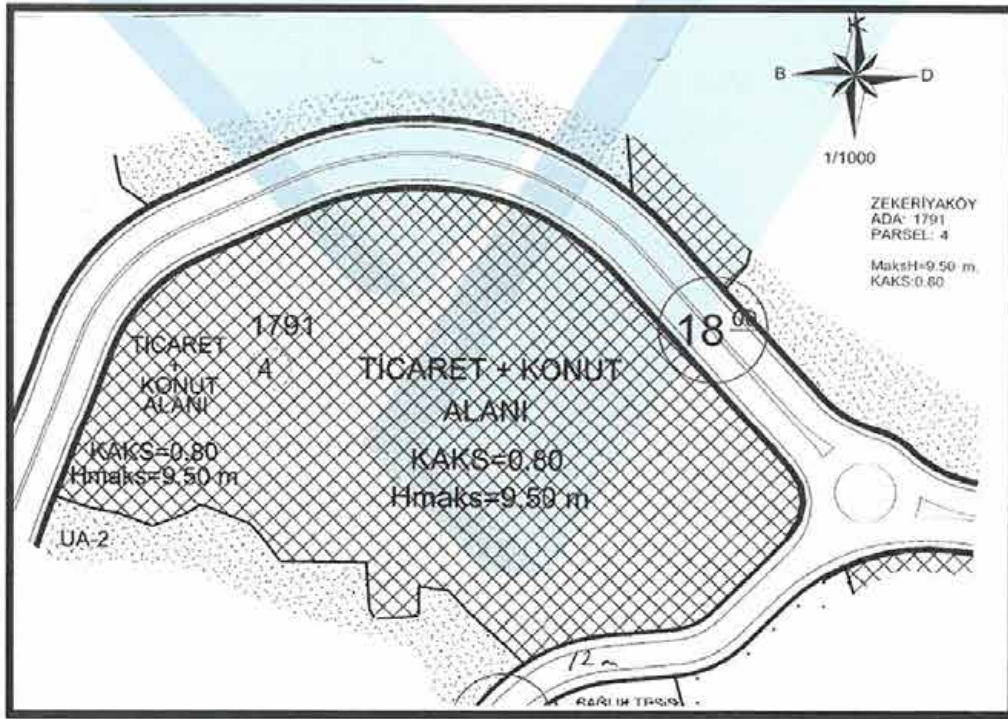 K
B
D
1/1000
ZEKERİYAKÖY
ADA: 1791
PARSEL: 4
MaksH=9.50 m.
KAKS:0.80
18 00
1791
A
TİCARET
+
KONUT
ALANI
KAKS=0.80
Hmaks=9.50 m
TİCARET + KONUT
ALANI
KAKS=0.80
Hmaks=9.50 m
UA-2
12 m